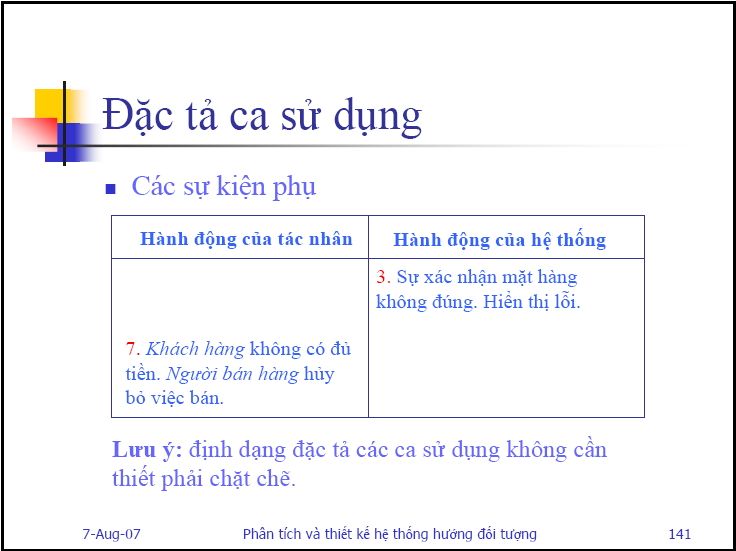 Đặc tả ca sử dụng
Các sự kiện phụ
Hành động của tác nhân
Hành động của hệ thống
3. Sự xác nhận mặt hàng
không đúng. Hiển thị lỗi.
7. Khách hàng không có đủ
tiền. Người bán hàng hủy
bỏ việc bán.
Lưu ý: định dạng đặc tả các ca sử dụng không cần
thiết phải chặt chẽ.
7-Aug-07
Phân tích và thiết kế hệ thống hướng đối tượng
141